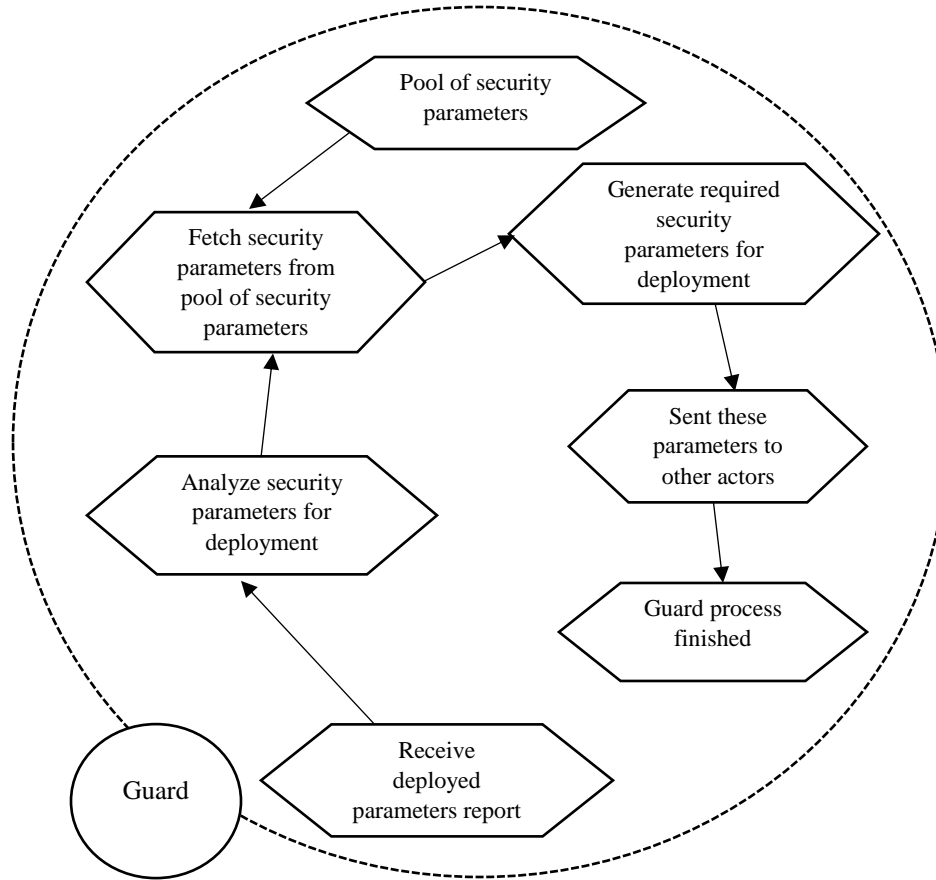 Pool of security
parameters
Generate required
security
parameters for
deployment
Fetch security
parameters from
pool of security
parameters
Sent these
parameters to
other actors
Analyze security
parameters for
deployment
Guard process
finished
Receive
deployed
parameters report
Guard